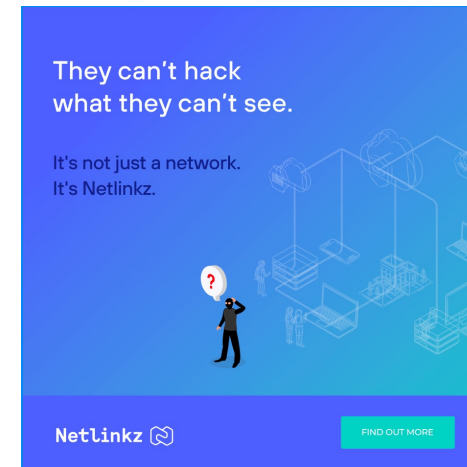 They can't hack
what they can't see.
It's not just a network.
It's Netlinkz.
?
Netlinkz
FIND OUT MORE